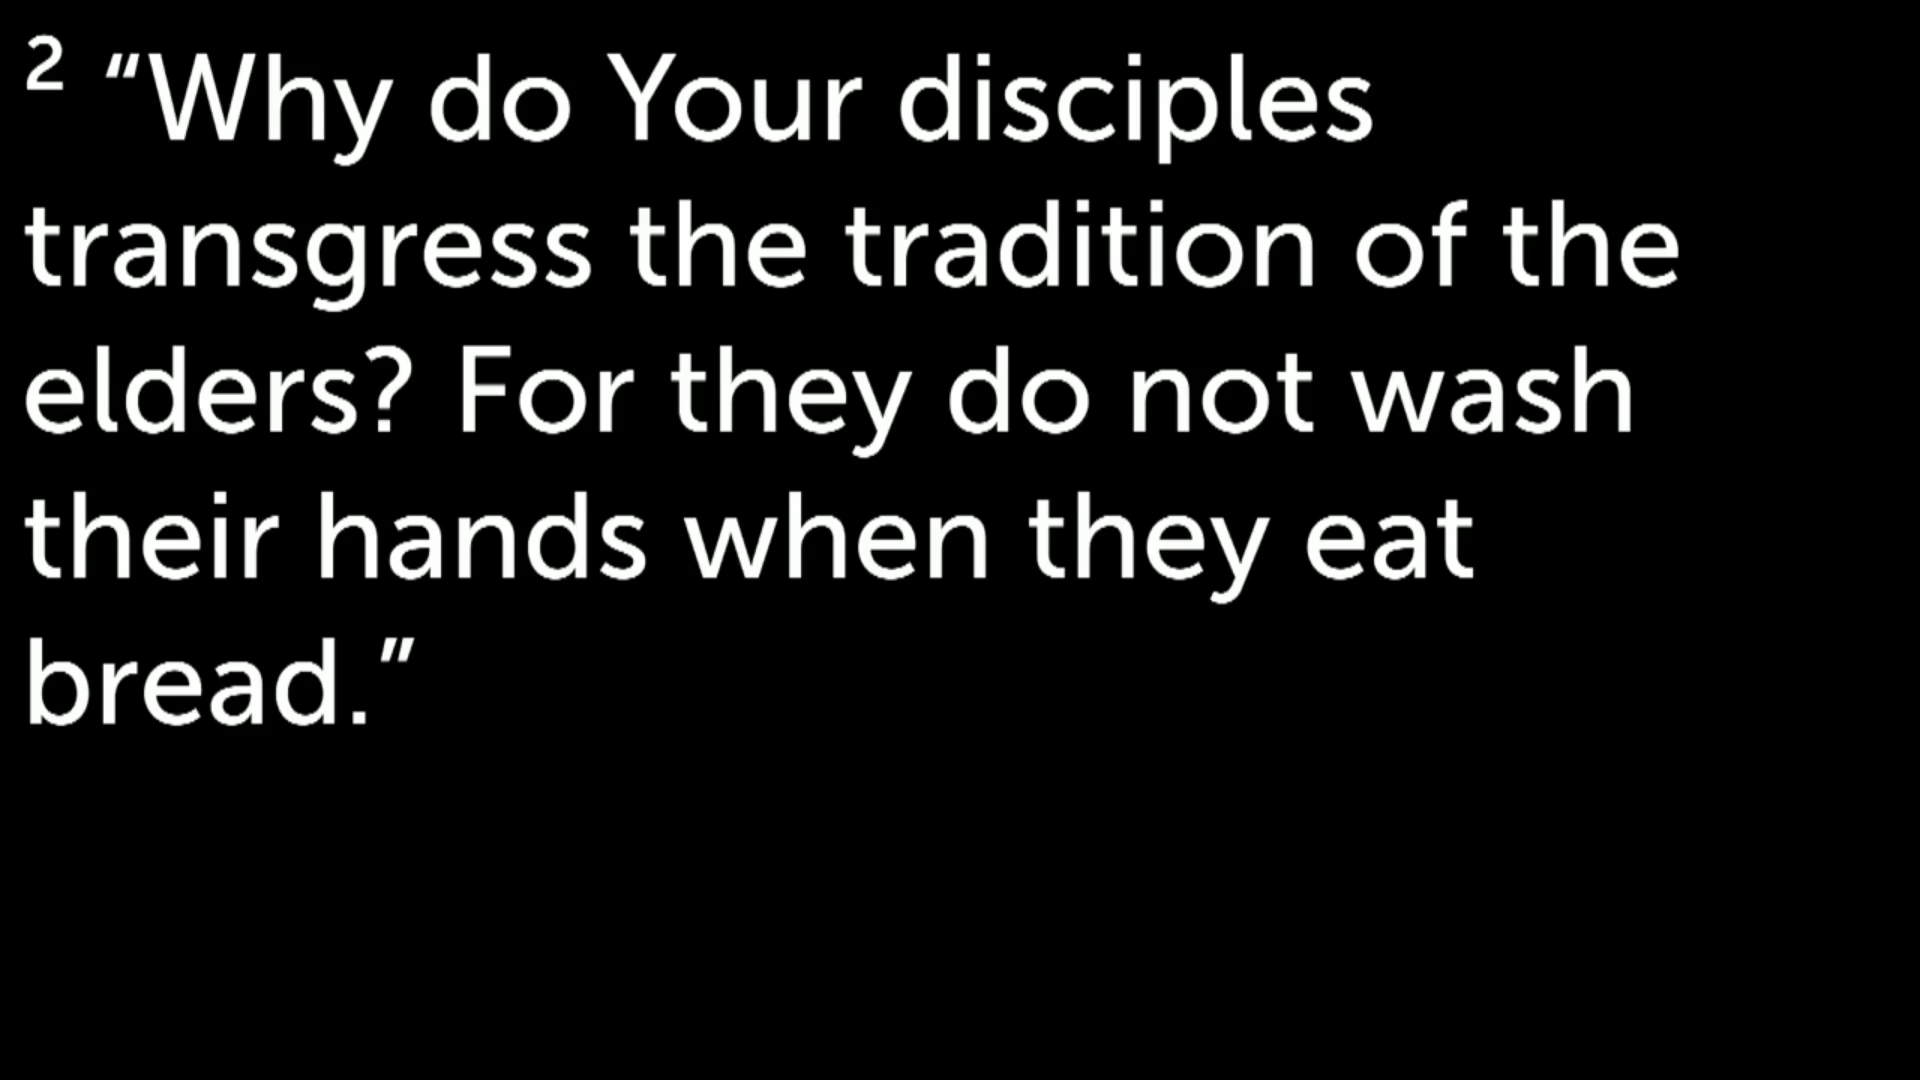 ² “Why do Your disciples
transgress the tradition of the
elders? For they do not wash
their hands when they eat
bread.”